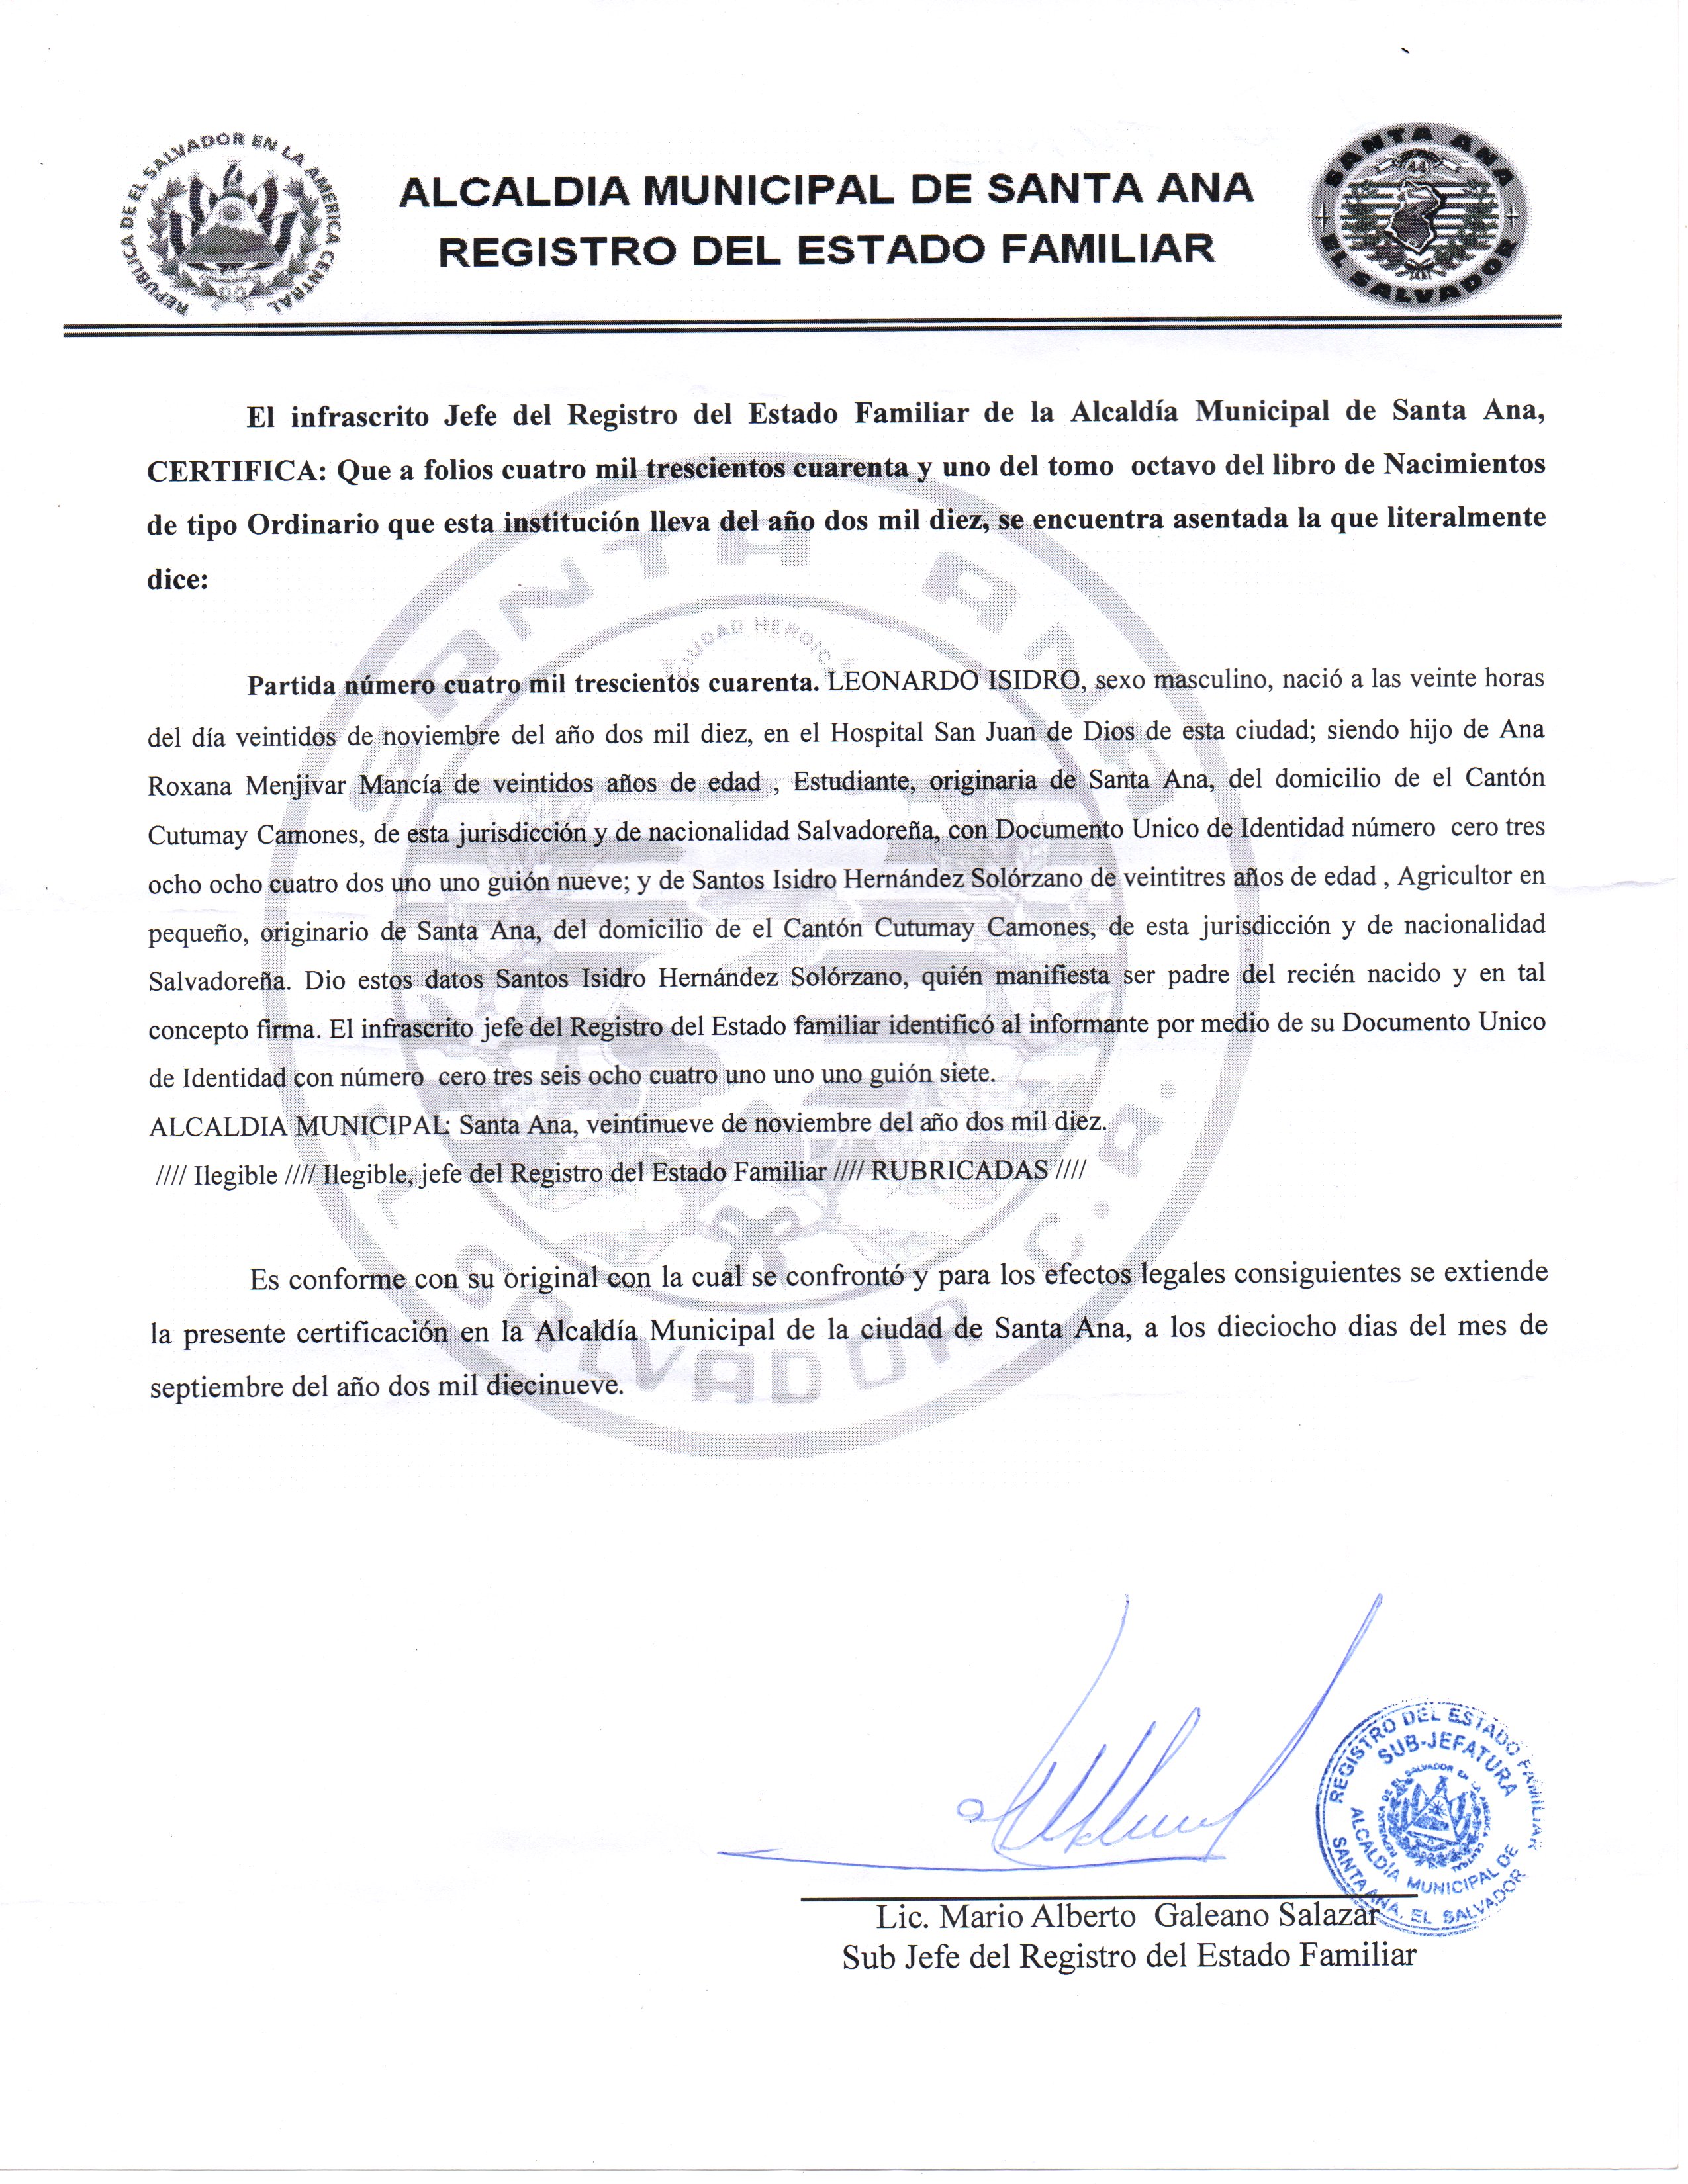 REPUBLICA DE EL SALVADOR EN LA AMERICA CENTRAL
ALCALDIA MUNICIPAL DE SANTA ANA
REGISTRO DEL ESTADO FAMILIAR
SANTA ANA
EL SALVADOR
El infrascrito Jefe del Registro del Estado Familiar de la Alcaldía Municipal de Santa Ana,
CERTIFICA: Que a folios cuatro mil trescientos cuarenta y uno del tomo octavo del libro de Nacimientos
de tipo Ordinario que esta institución lleva del año dos mil diez, se encuentra asentada la que literalmente
dice:
SANTA ANA
CIUDAD HEROICA
EL SALVADOR C.A.
Partida número cuatro mil trescientos cuarenta. LEONARDO ISIDRO, sexo masculino, nació a las veinte horas
del día veintidos de noviembre del año dos mil diez, en el Hospital San Juan de Dios de esta ciudad; siendo hijo de Ana
Roxana Menjivar Mancía de veintidos años de edad , Estudiante, originaria de Santa Ana, del domicilio de el Cantón
Cutumay Camones, de esta jurisdicción y de nacionalidad Salvadoreña, con Documento Unico de Identidad número cero tres
ocho ocho cuatro dos uno uno guión nueve; y de Santos Isidro Hernández Solórzano de veintitres años de edad , Agricultor en
pequeño, originario de Santa Ana, del domicilio de el Cantón Cutumay Camones, de esta jurisdicción y de nacionalidad
Salvadoreña. Dio estos datos Santos Isidro Hernández Solórzano, quién manifiesta ser padre del recién nacido y en tal
concepto firma. El infrascrito jefe del Registro del Estado familiar identificó al informante por medio de su Documento Unico
de Identidad con número cero tres seis ocho cuatro uno uno uno guión siete.
ALCALDIA MUNICIPAL: Santa Ana, veintinueve de noviembre del año dos mil diez.
//// Ilegible //// Ilegible, jefe del Registro del Estado Familiar //// RUBRICADAS ////
Es conforme con su original con la cual se confrontó y para los efectos legales consiguientes se extiende
la presente certificación en la Alcaldía Municipal de la ciudad de Santa Ana, a los dieciocho dias del mes de
septiembre del año dos mil diecinueve.
REGISTRO DEL ESTADO FAMILIAR
SUB-JEFATURA
REPUBLICA DE EL SALVADOR EN LA AMERICA CENTRAL
ALCALDÍA MUNICIPAL DE
SANTA ANA, EL SALVADOR
Lic. Mario Alberto Galeano Salazar
Sub Jefe del Registro del Estado Familiar